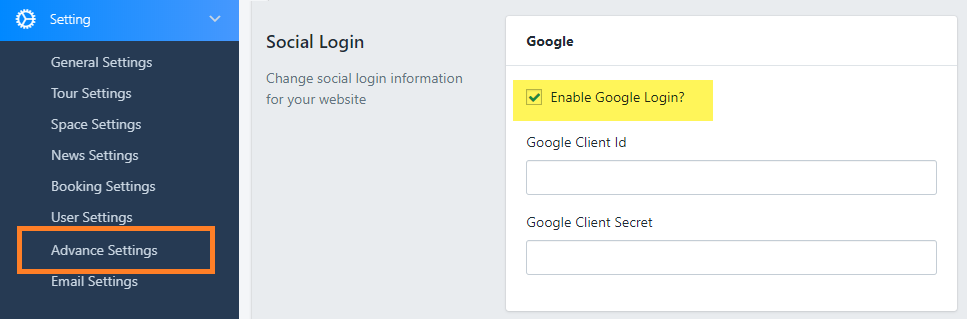 Setting
General Settings
Tour Settings
Space Settings
News Settings
Booking Settings
User Settings
Advance Settings
Email Settings
Social Login
Change social login information
for your website
Google
Enable Google Login?
Google Client Id
Google Client Secret